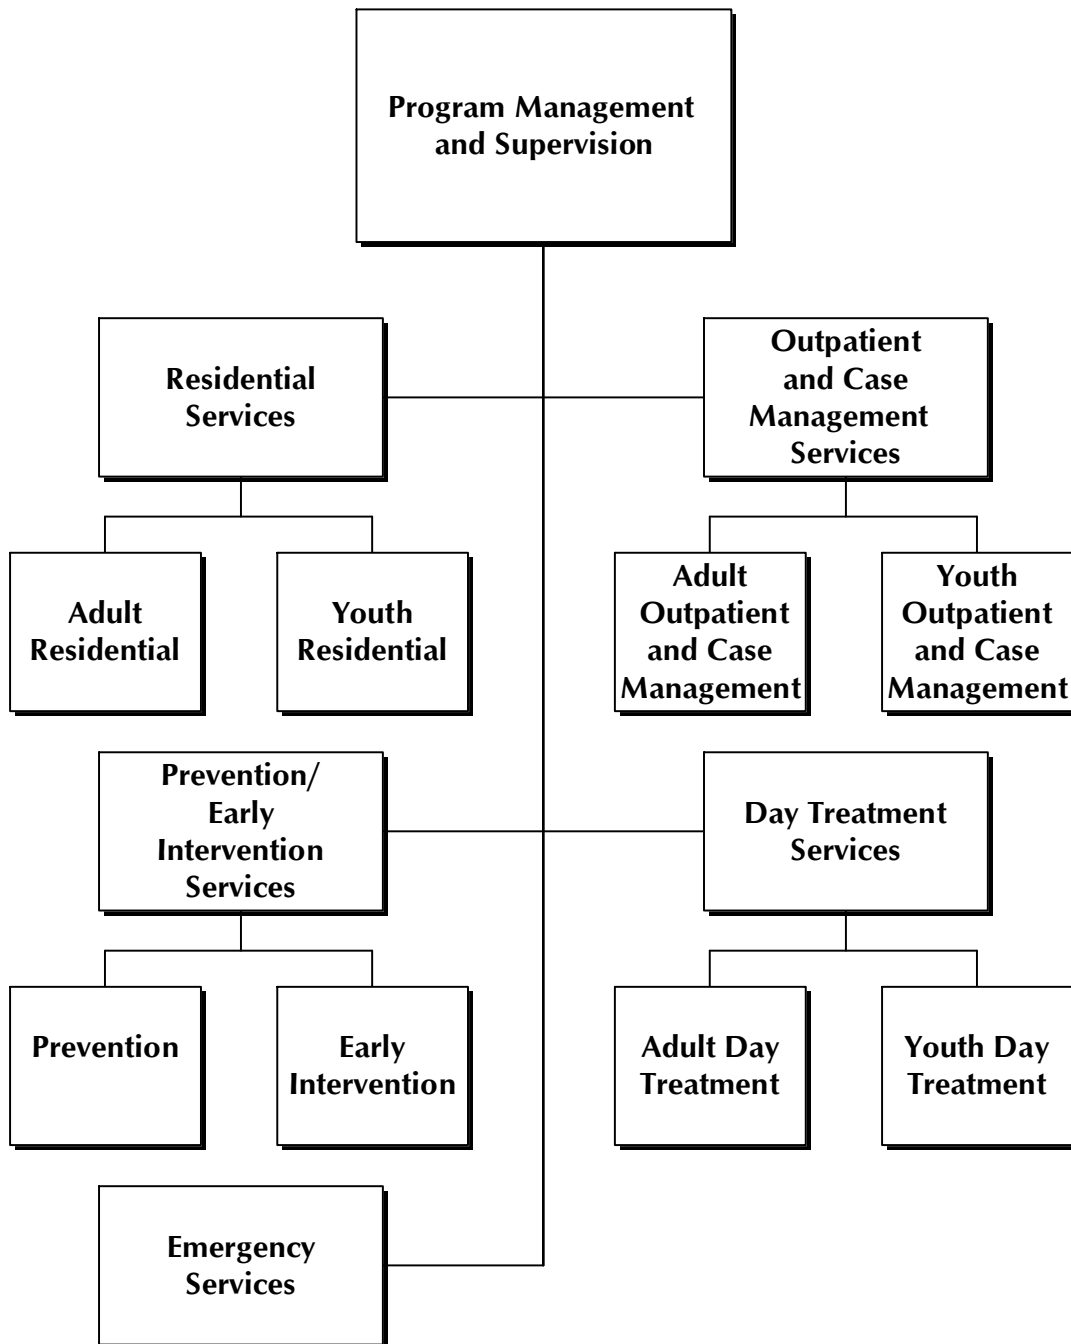 Program Management
and Supervision
Residential
Services
Outpatient
and Case
Management
Services
Adult
Residential
Youth
Residential
Adult
Outpatient
and Case
Management
Youth
Outpatient
and Case
Management
Prevention/
Early
Intervention
Services
Day Treatment
Services
Prevention
Early
Intervention
Adult Day
Treatment
Youth Day
Treatment
Emergency
Services